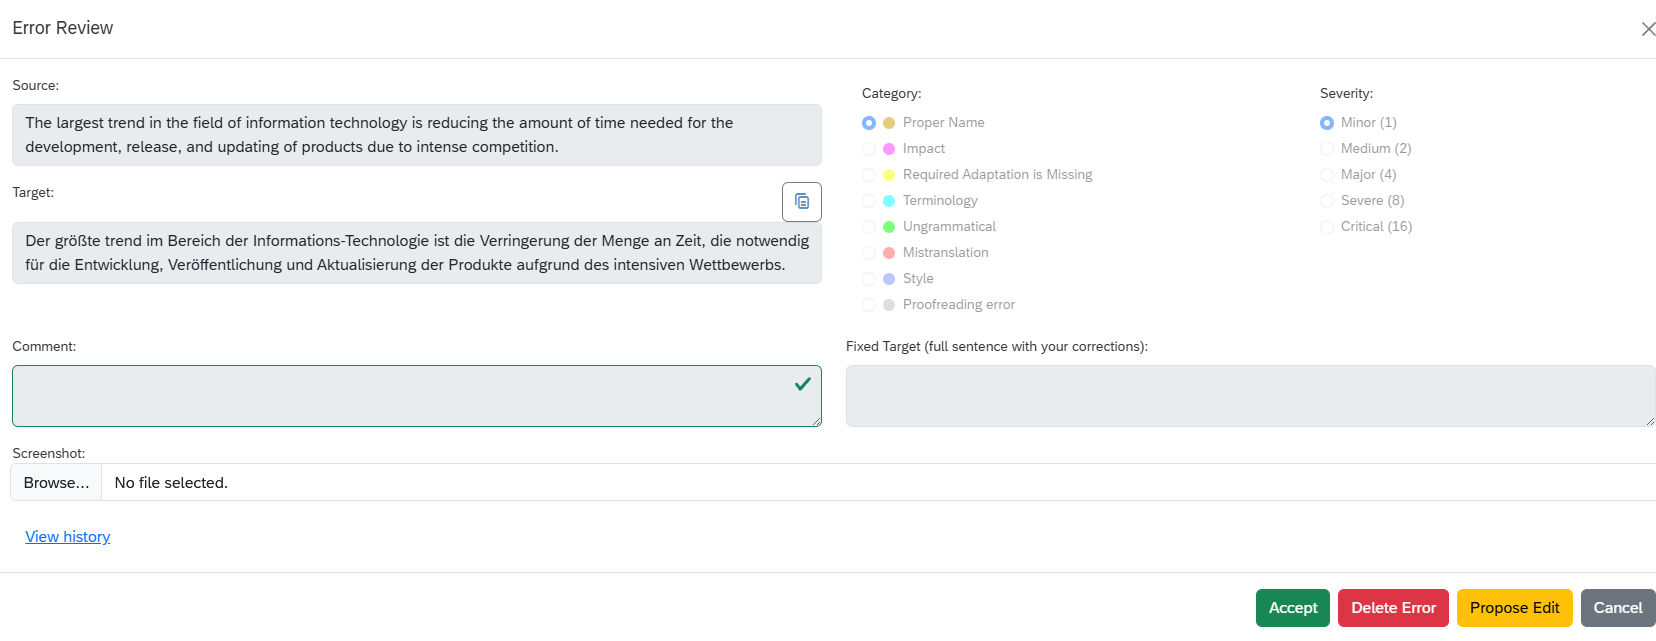 Error Review
Source:
The largest trend in the field of information technology is reducing the amount of time needed for the
development, release, and updating of products due to intense competition.
Target:
Der größte trend im Bereich der Informations-Technologie ist die Verringerung der Menge an Zeit, die notwendig
für die Entwicklung, Veröffentlichung und Aktualisierung der Produkte aufgrund des intensiven Wettbewerbs.
Category:
Proper Name
Impact
Required Adaptation is Missing
Terminology
Ungrammatical
Mistranslation
Style
Proofreading error
Severity:
Minor (1)
Medium (2)
Major (4)
Severe (8)
Critical (16)
Comment:
Fixed Target (full sentence with your corrections):
Screenshot:
Browse... No file selected.
View history
Accept Delete Error Propose Edit Cancel